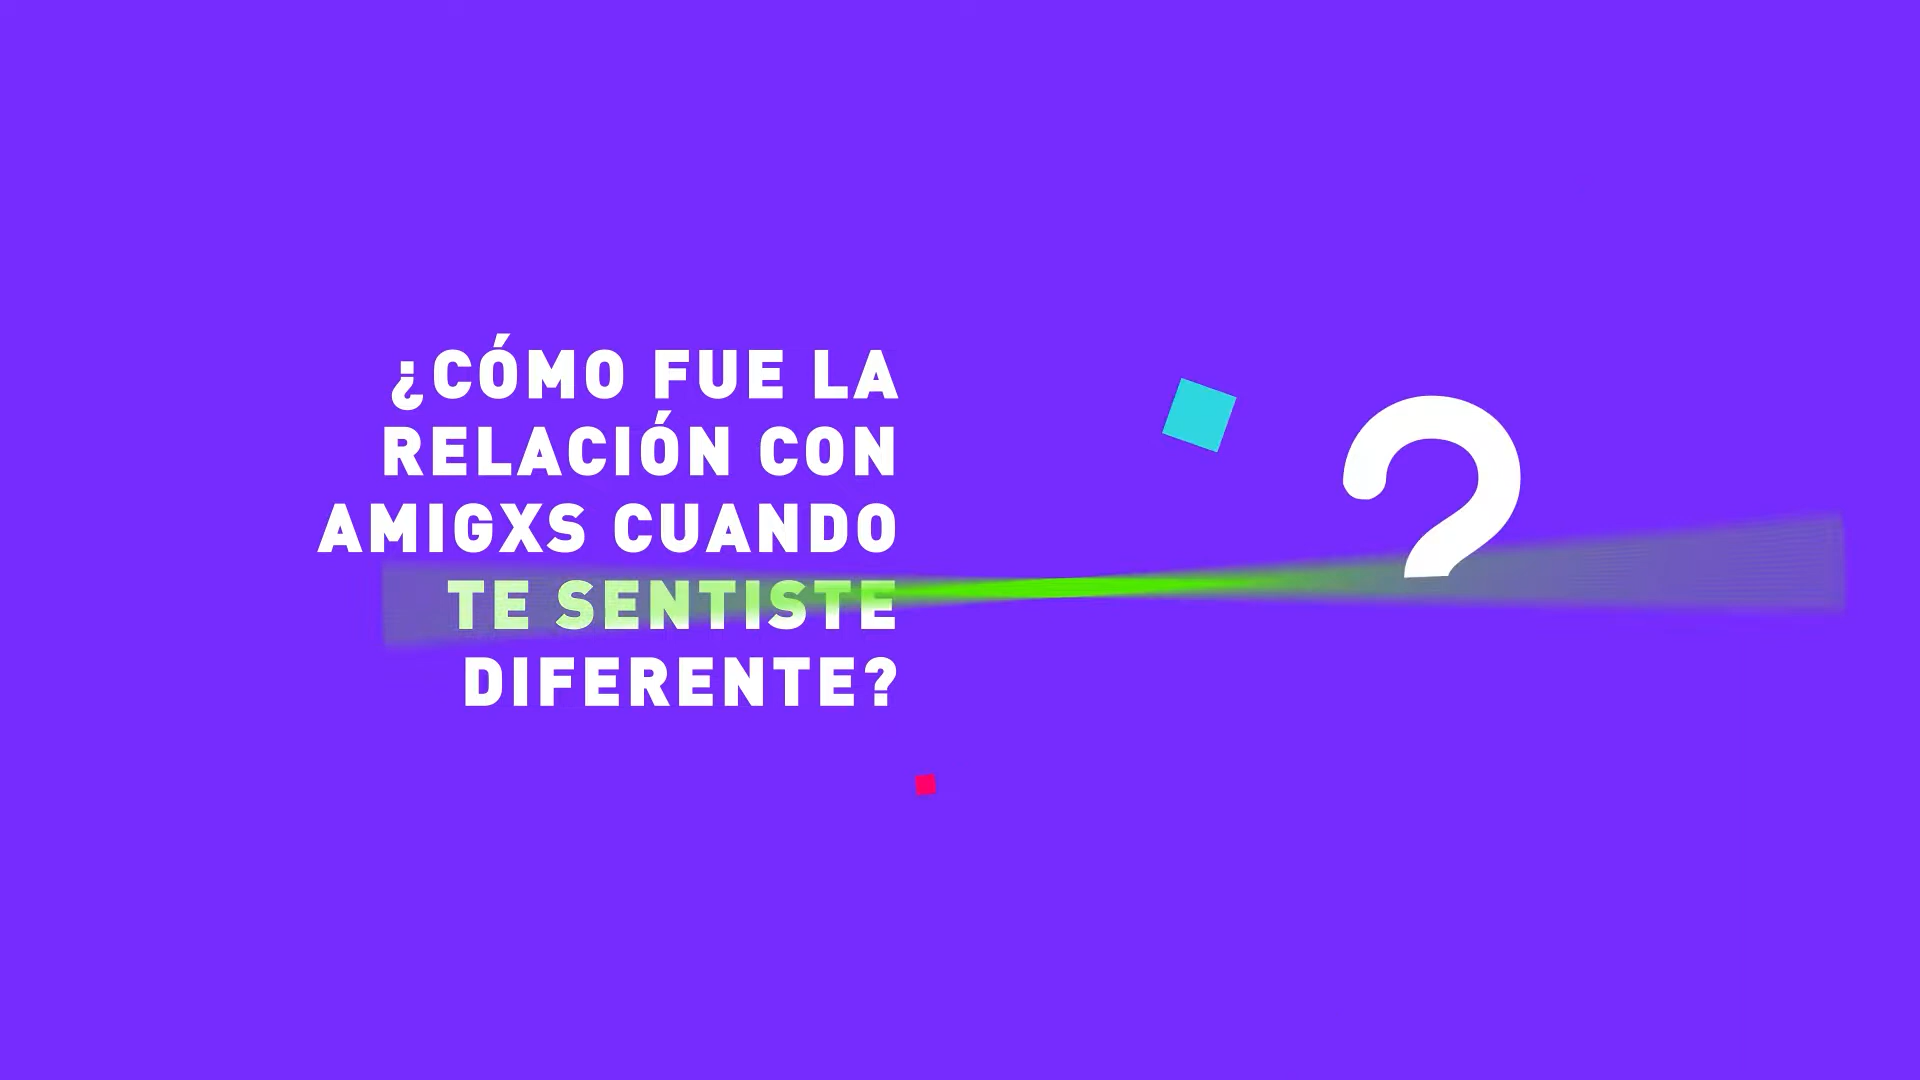 ¿CÓMO FUE LA
RELACIÓN CON
AMIGXS CUANDO
TE SENTISTE
DIFERENTE?
?